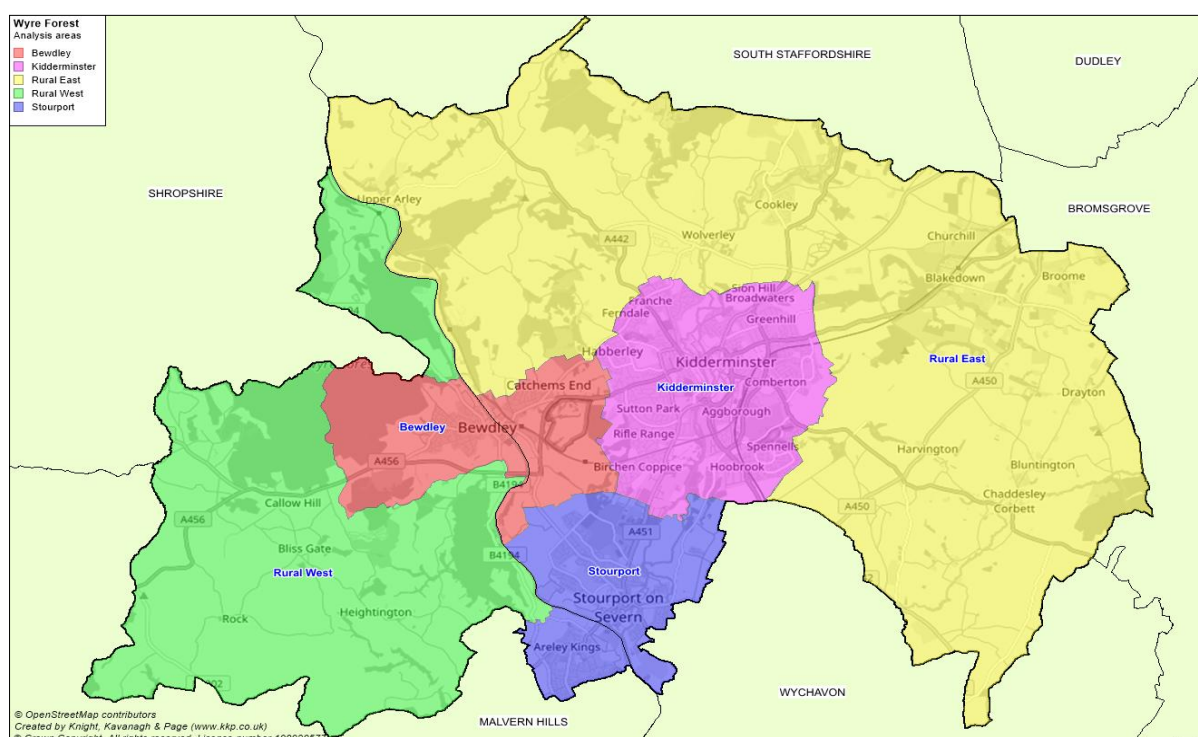 Wyre Forest
Analysis areas
Bewdley
Kidderminster
Rural East
Rural West
Stourport
SOUTH STAFFORDSHIRE
DUDLEY
SHROPSHIRE
BROMSGROVE
Upper Arley
Cookley
A442
Wolverley
Churchill
Blakedown
Broome
Franche
Sion Hill
Broadwaters
Ferndale
Greenhill
Habberley
Kidderminster
Rural East
Kidderminster
Comberton
A450
Catchems End
Drayton
Sutton Park
Aggborough
Bewdley
Bewdley
Rifle Range
Spennells
Harvington
A456
Birchen Coppice
Hoobrook
Bluntington
B4194
Callow Hill
Chaddesley
Corbett
A456
A450
A451
Bliss Gate
B4194
Rural West
Stourport
Stourport on
Severn
Rock
Heightington
Areley Kings
WYCHAVON
MALVERN HILLS
© OpenStreetMap contributors
Created by Knight, Kavanagh & Page (www.kkp.co.uk)